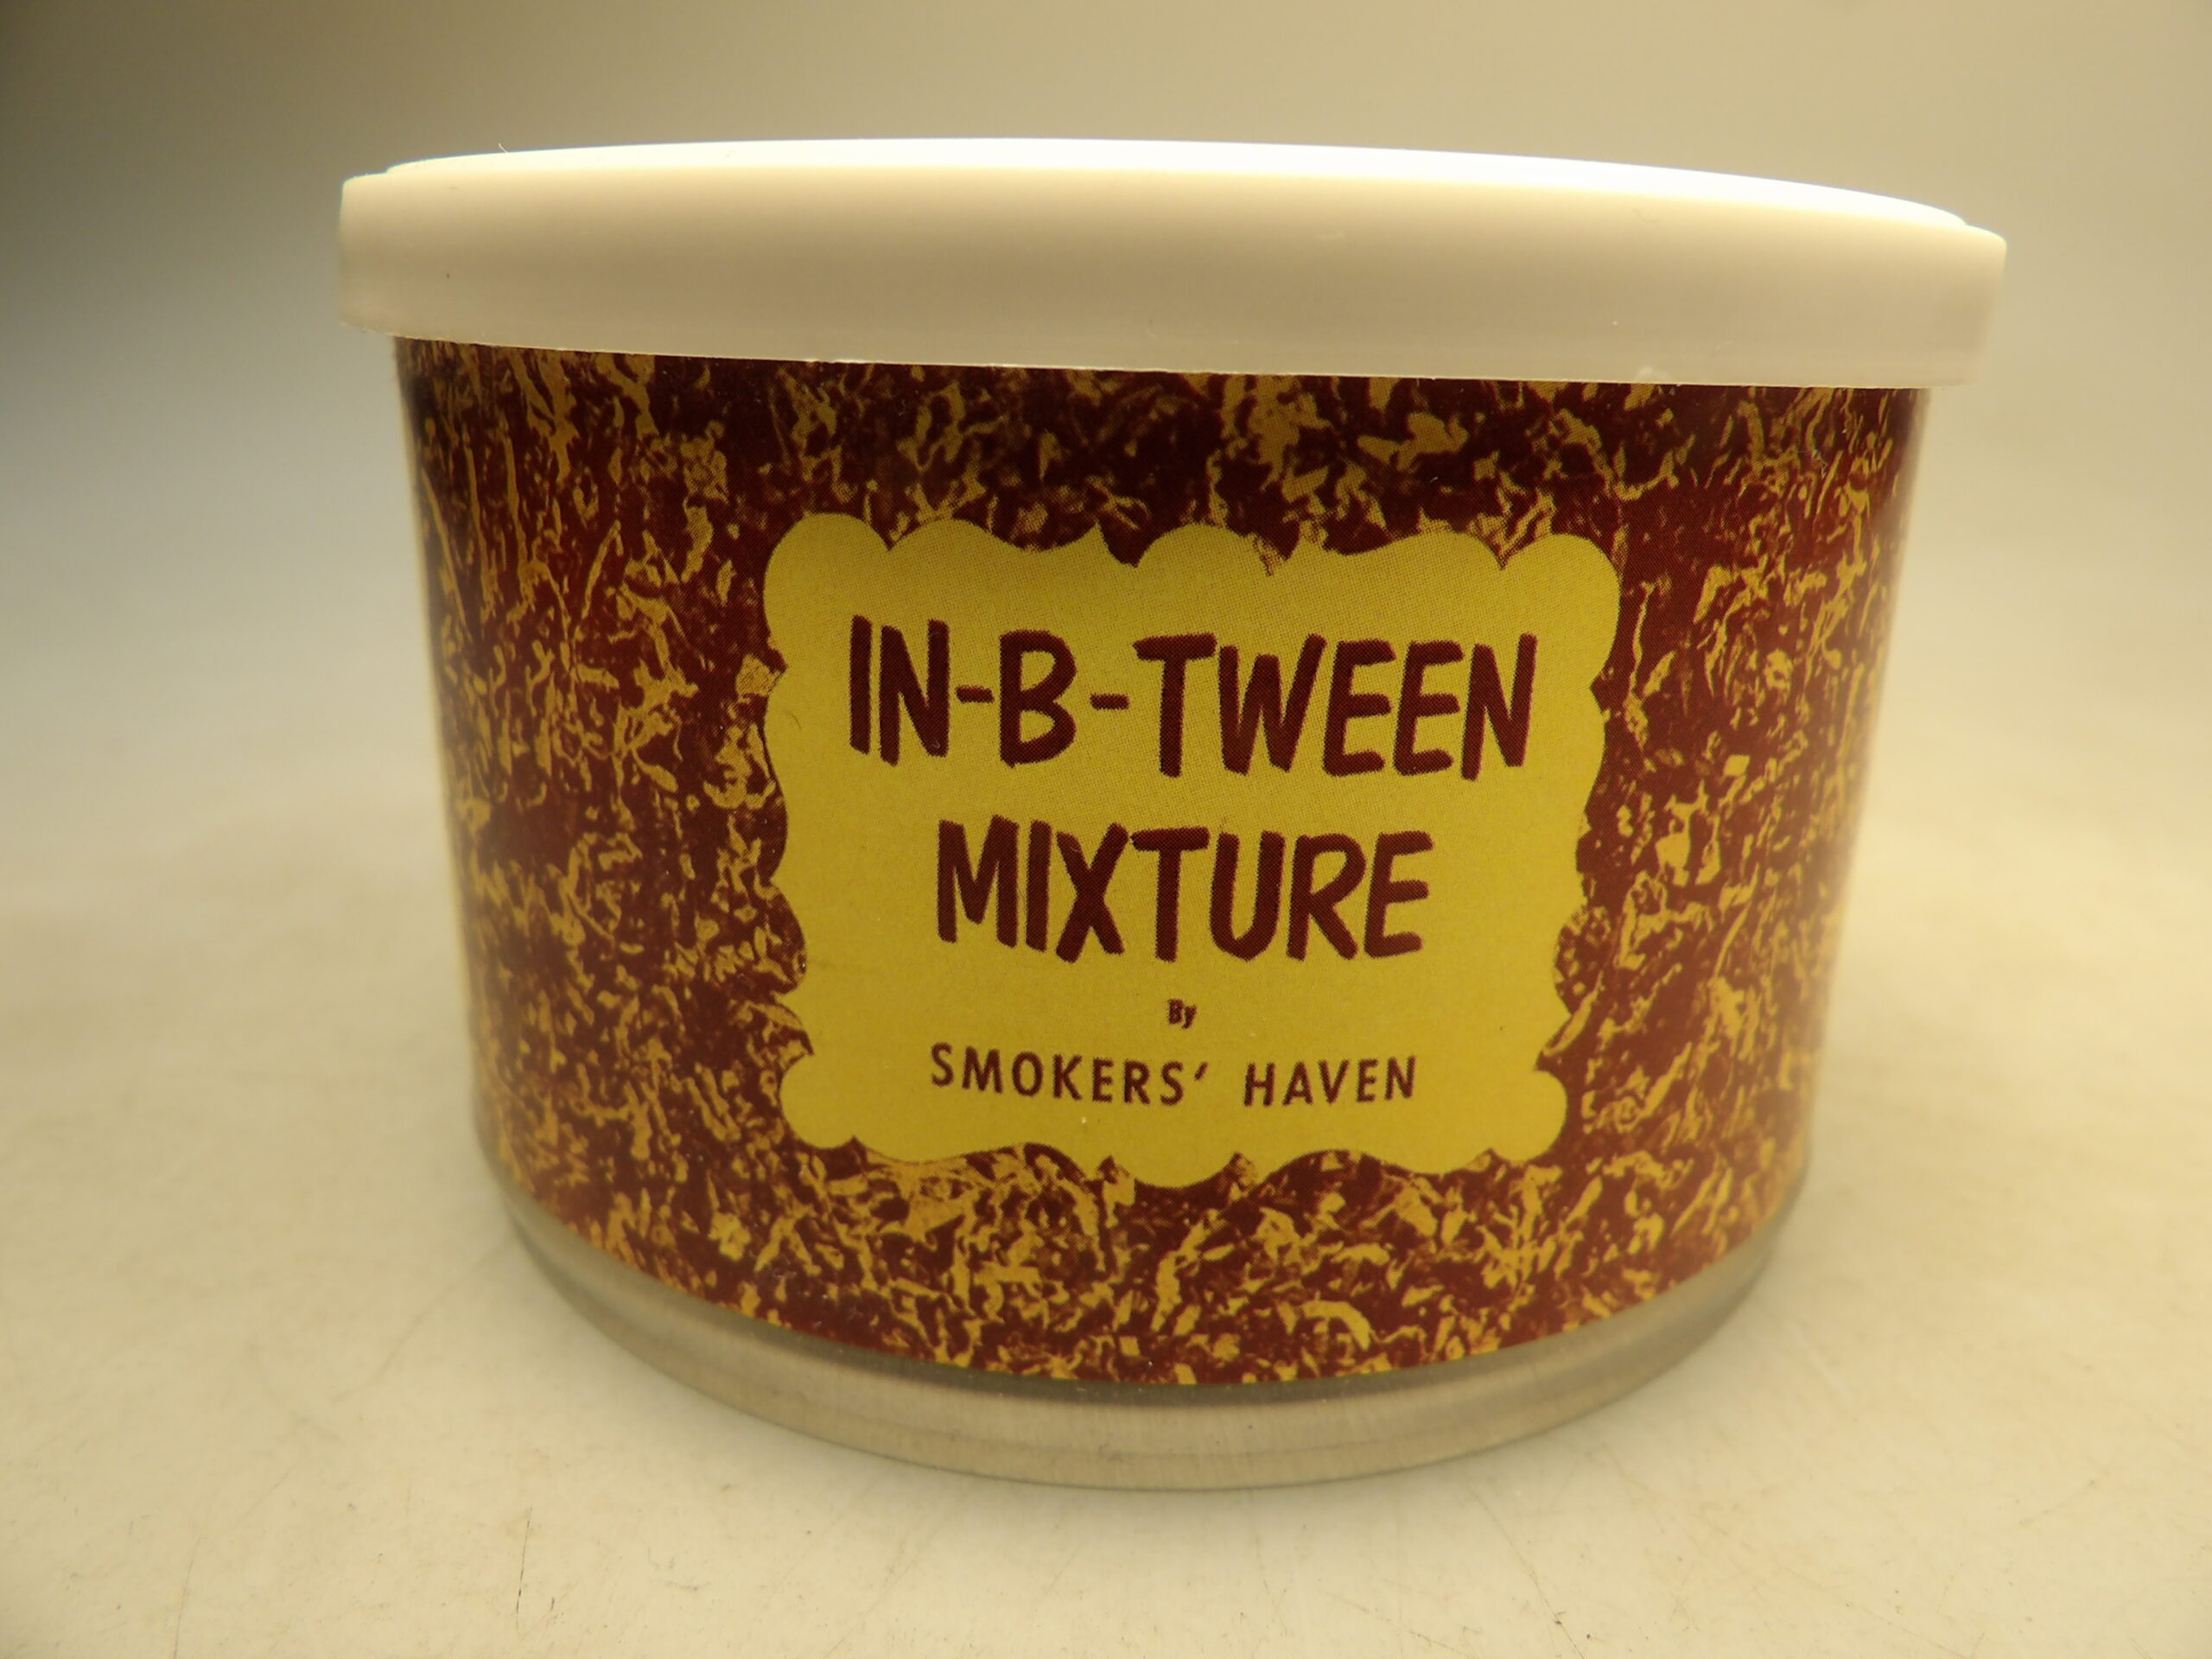 IN-B-TWEEN
MIXTURE
By
SMOKERS' HAVEN